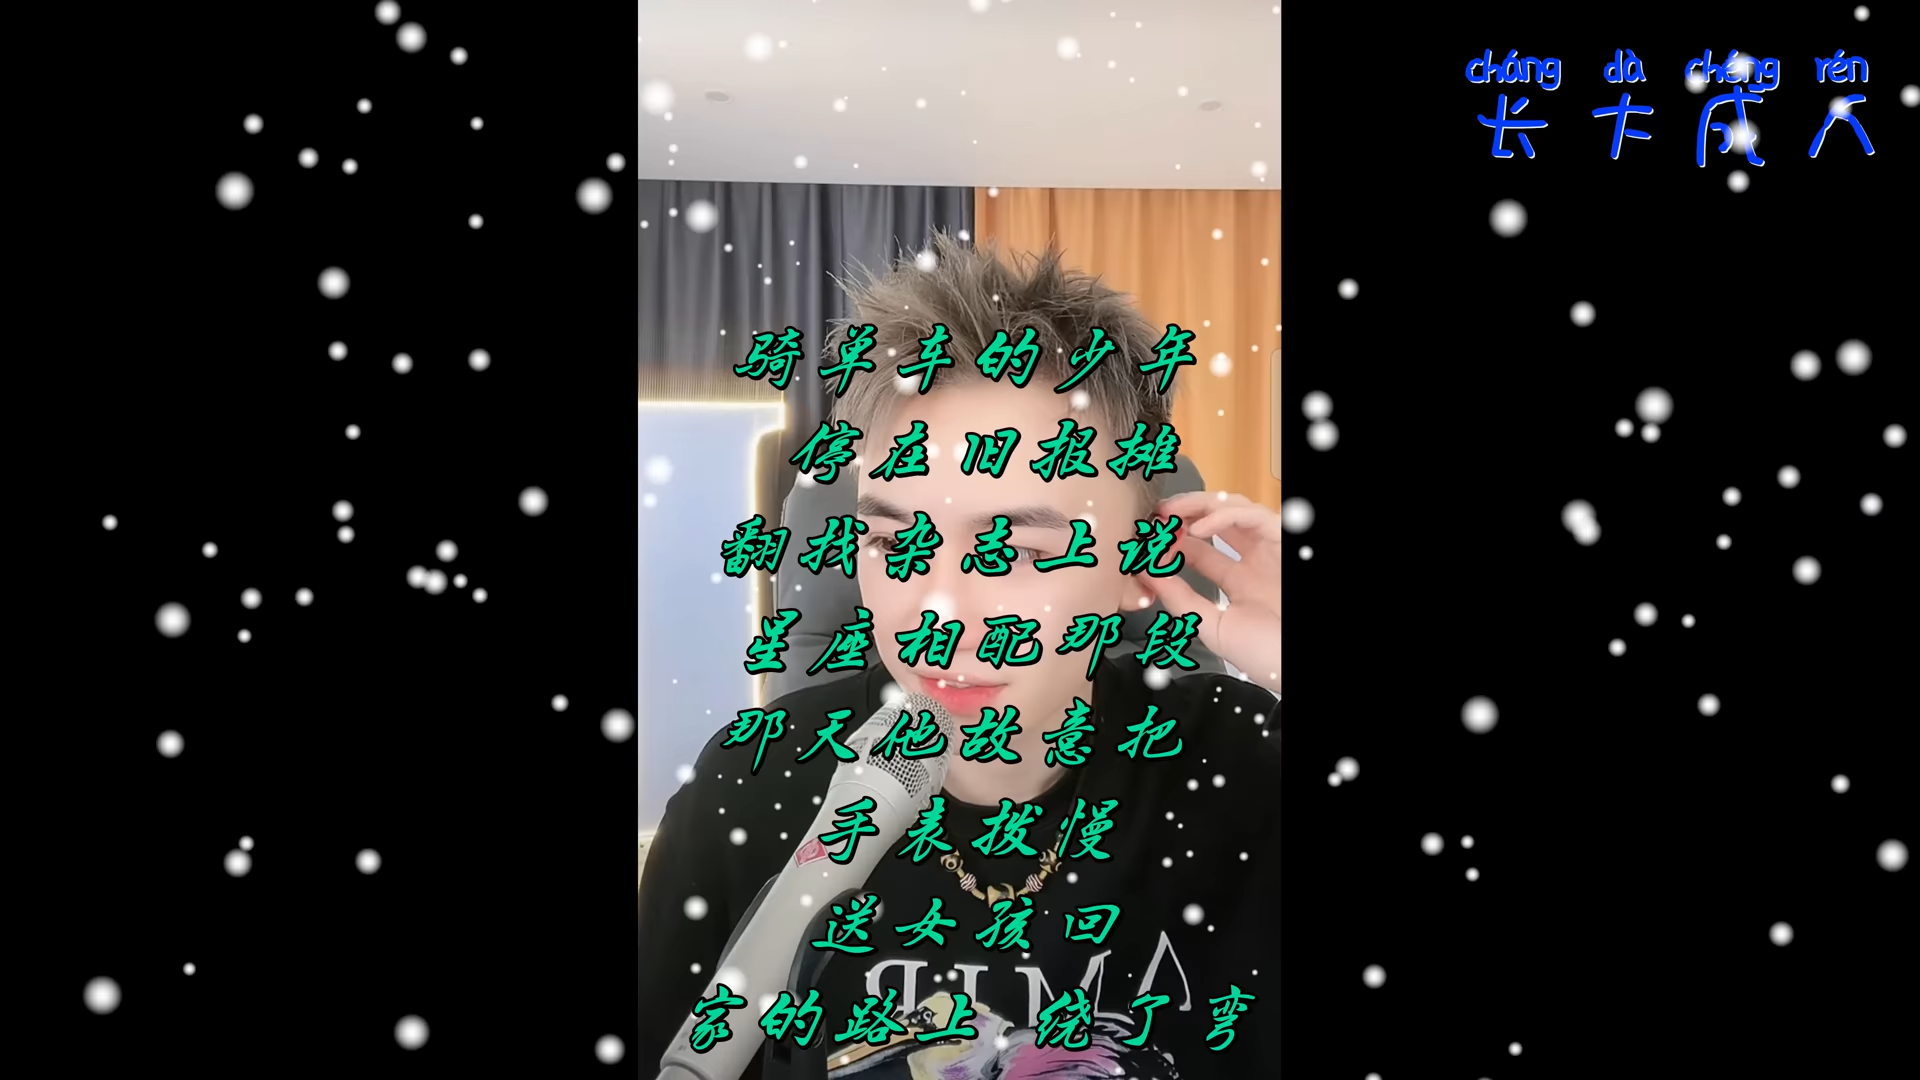 cháng dà chéng rén
长大成人
骑单车的少年
停在旧报摊
翻找杂志上说
星座相配那段
那天他故意把
手表拨慢
送女孩回
家的路上 绕了弯
AMIR